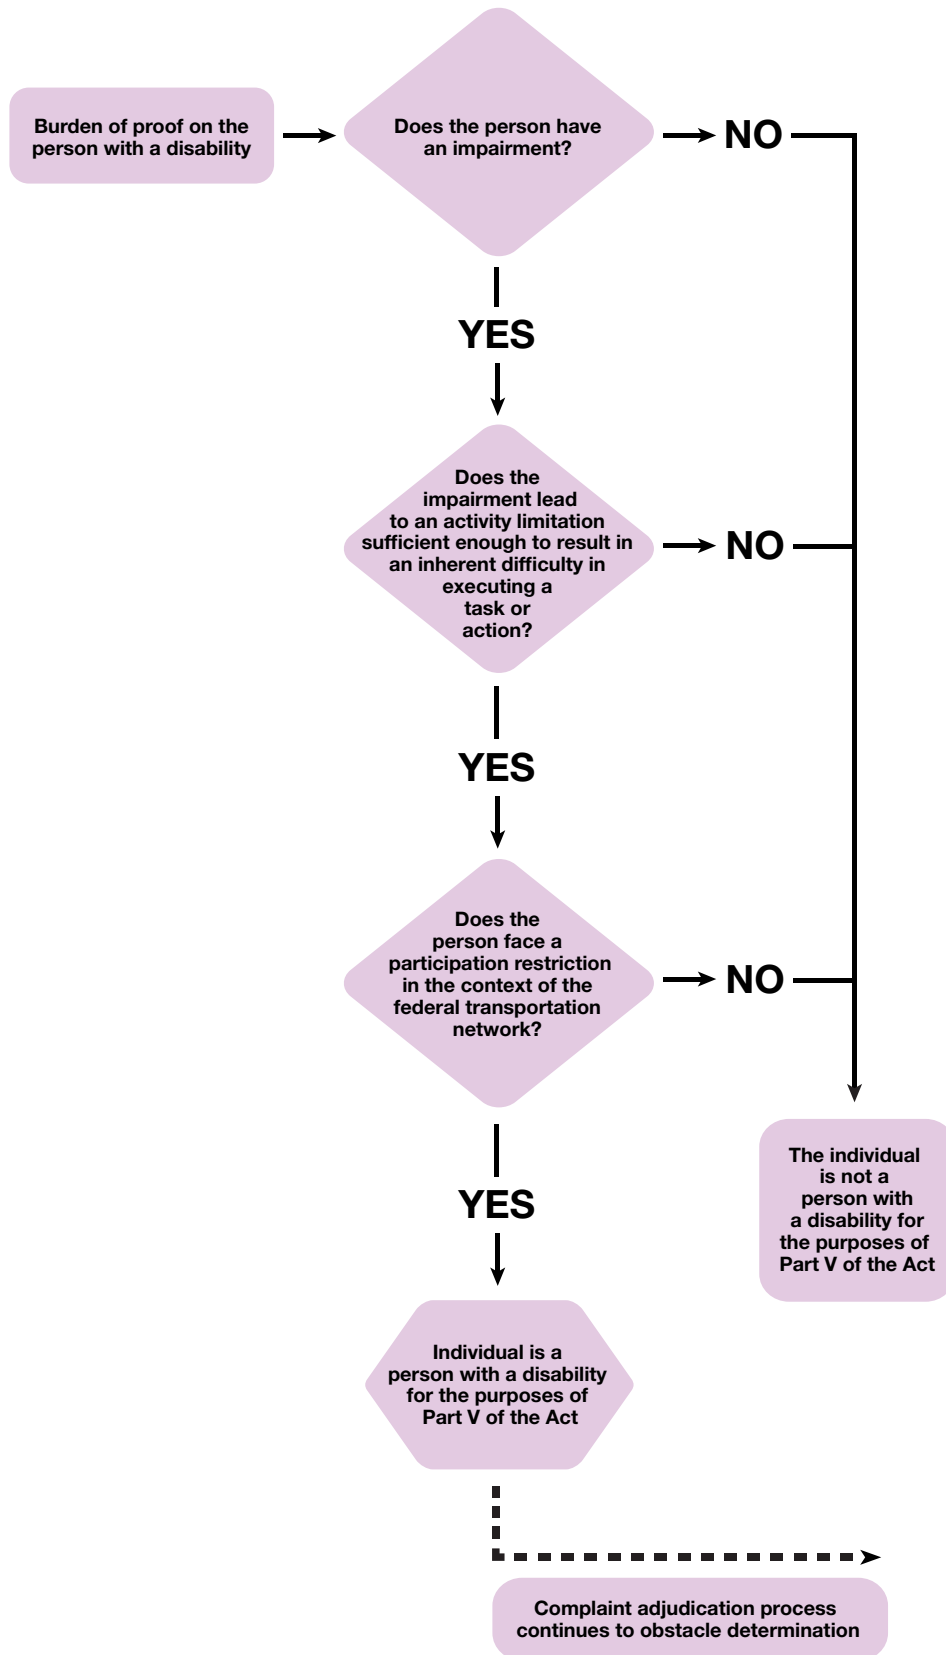 Burden of proof on the
person with a disability
Does the person have
an impairment?
NO
YES
Does the
impairment lead
to an activity limitation
sufficient enough to result in
an inherent difficulty in
executing a
task or
action?
NO
YES
Does the
person face a
participation restriction
in the context of the
federal transportation
network?
NO
YES
The individual
is not a
person with
a disability for
the purposes of
Part V of the Act
Individual is a
person with a disability
for the purposes of
Part V of the Act
Complaint adjudication process
continues to obstacle determination